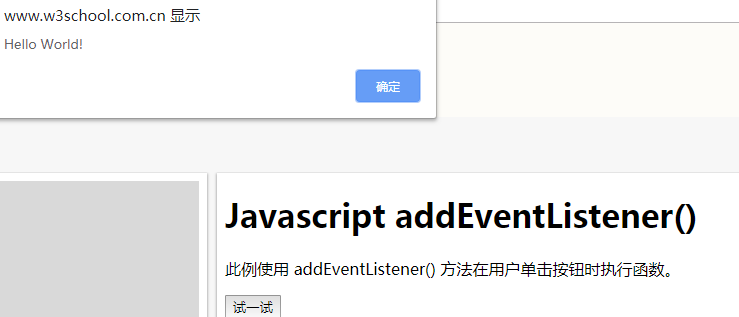 www.w3school.com.cn 显示
Hello World!
确定
Javascript addEventListener()
此例使用 addEventListener() 方法在用户单击按钮时执行函数。
试一试